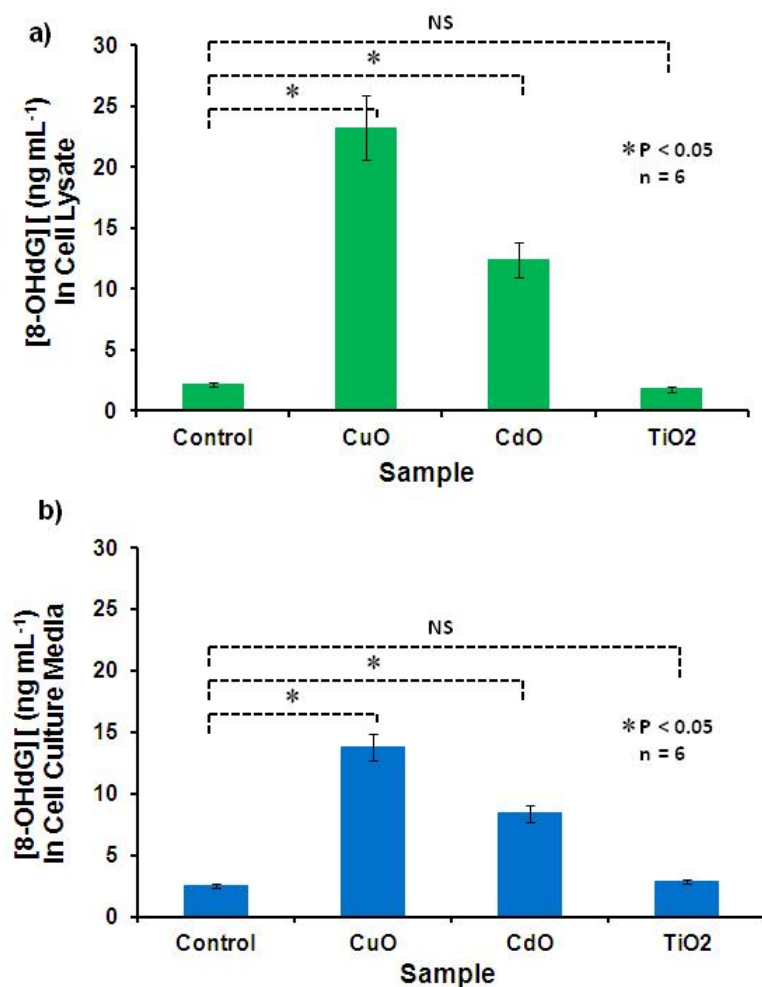 a)
NS
*
*
* P < 0.05
n = 6
[8-OHdG] [ (ng mL-1)
In Cell Lysate
30
25
20
15
10
5
0
Control CuO CdO TiO2
Sample
b)
NS
*
*
* P < 0.05
n = 6
[8-OHdG] [ (ng mL-1)
In Cell Culture Media
30
25
20
15
10
5
0
Control CuO CdO TiO2
Sample